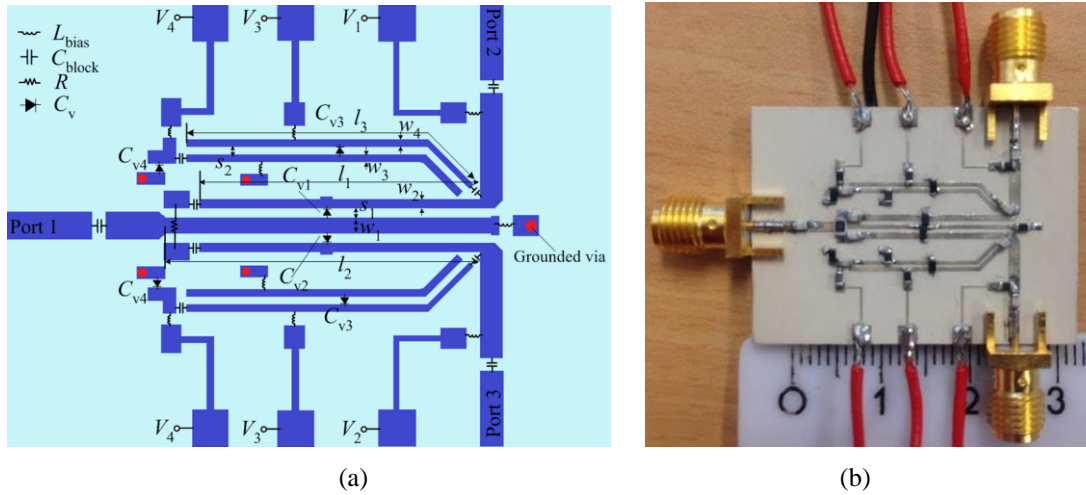 V4
V3
V1
Lbias
Cblock
R
Cv
Port 2
Cv3
l3
w4
Cv4
s2
w3
Cv1
l1
w2
s1
Port 1
w1
Grounded via
l2
Cv2
Cv4
Cv3
Port 3
V4
V3
V2
0 1 2 3
(a)
(b)